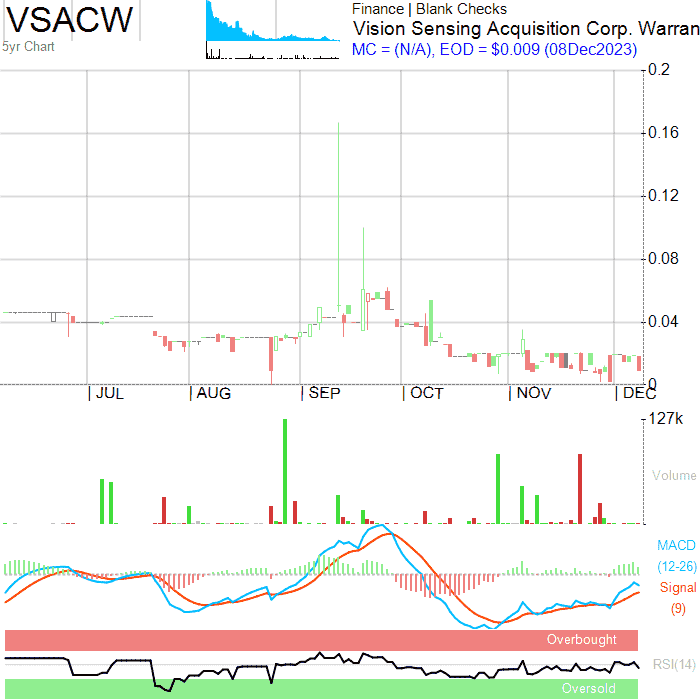 VSACW
5yr Chart
Finance | Blank Checks
Vision Sensing Acquisition Corp. Warran
MC = (N/A), EOD = $0.009 (08Dec2023)
0.2
0.16
0.12
0.08
0.04
0
JUL AUG SEP OCT NOV DEC
127k
Volume
MACD
(12-26)
Signal
(9)
Overbought
RSI(14)
Oversold